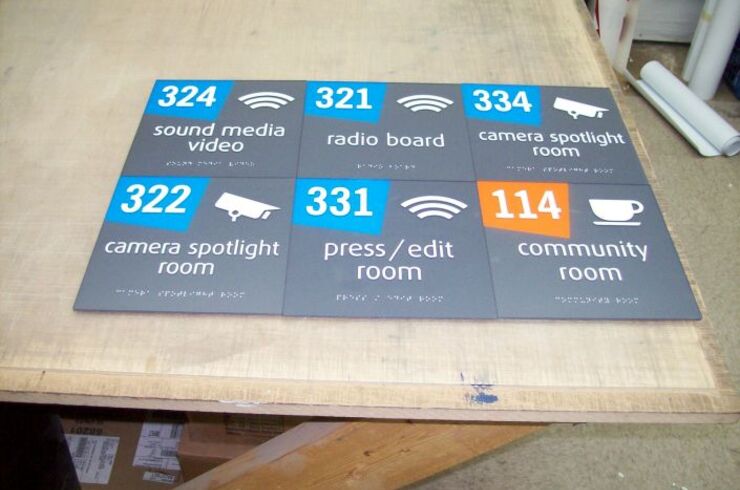 324
sound media
video
321
radio board
334
camera spotlight
room
322
camera spotlight
room
331
press/edit
room
114
community
room